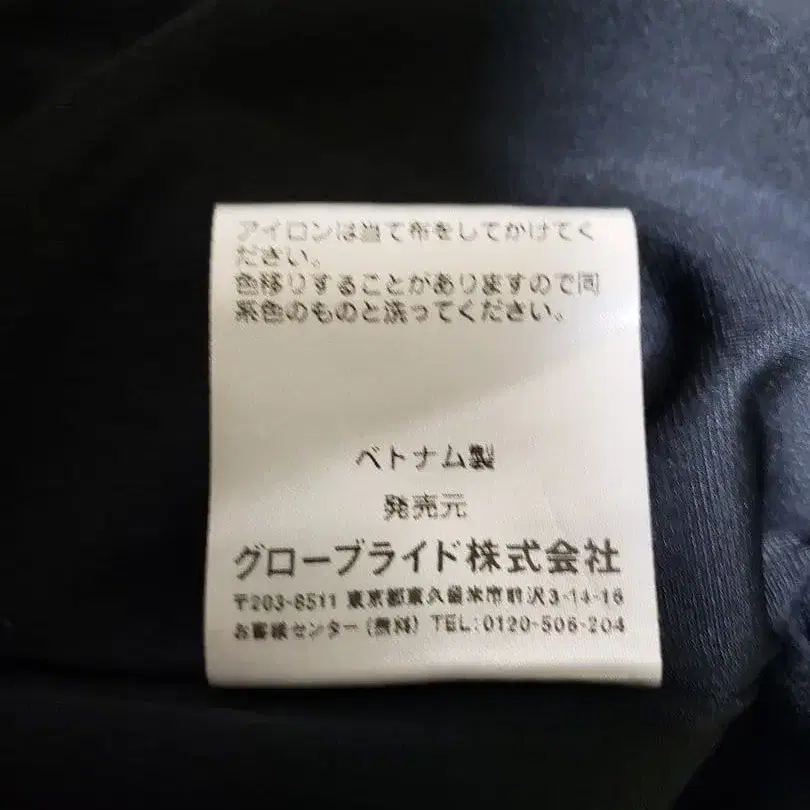 アイロンは当て布をしてかけてく
ださい。
色移りすることがありますので同
系色のものと洗ってください。
ベトナム製
発売元
グローブライド株式会社
〒203-8511 東京都東久留米市前沢3-14-16
お客様センター(無料) TEL:0120-506-204